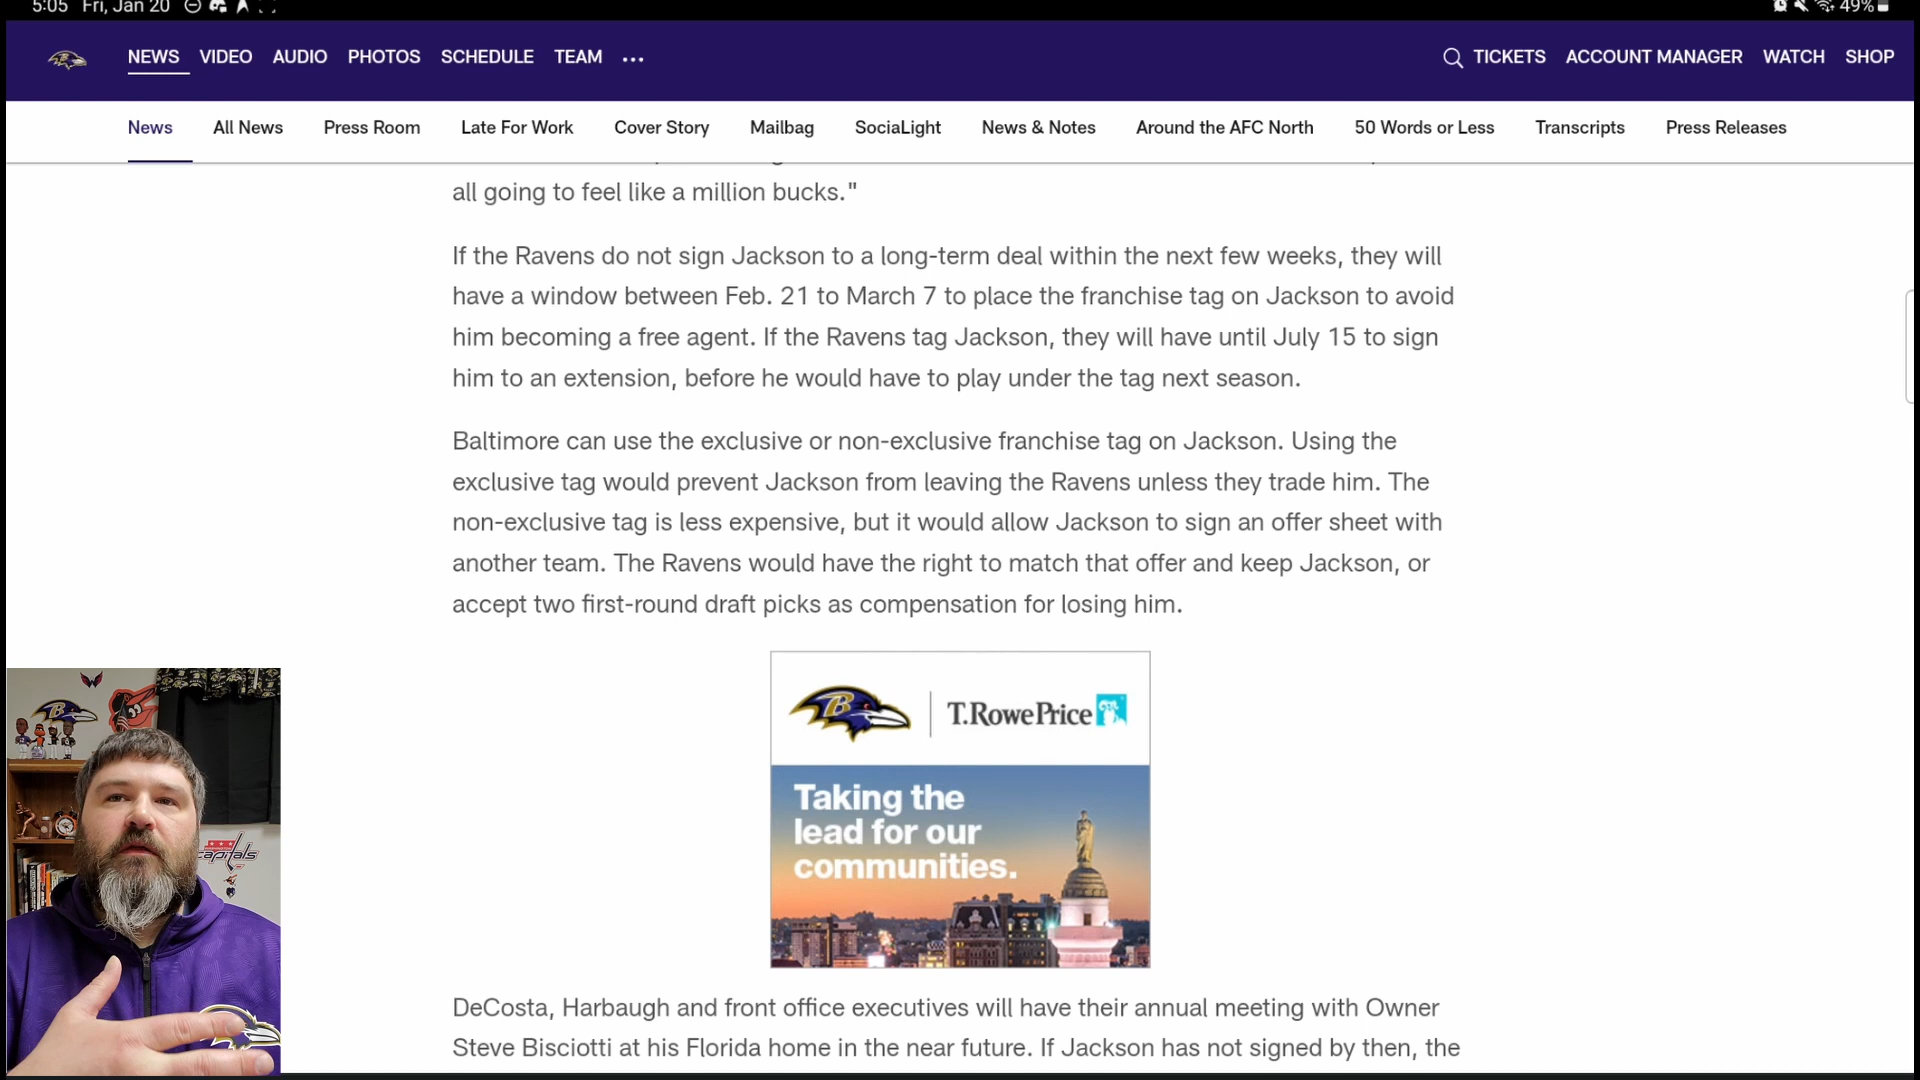 5:05 Fri, Jan 20
49%
NEWS VIDEO AUDIO PHOTOS SCHEDULE TEAM ...
TICKETS ACCOUNT MANAGER WATCH SHOP
News All News Press Room Late For Work Cover Story Mailbag SociaLight News & Notes Around the AFC North 50 Words or Less Transcripts Press Releases
all going to feel like a million bucks."
If the Ravens do not sign Jackson to a long-term deal within the next few weeks, they will
have a window between Feb. 21 to March 7 to place the franchise tag on Jackson to avoid
him becoming a free agent. If the Ravens tag Jackson, they will have until July 15 to sign
him to an extension, before he would have to play under the tag next season.
Baltimore can use the exclusive or non-exclusive franchise tag on Jackson. Using the
exclusive tag would prevent Jackson from leaving the Ravens unless they trade him. The
non-exclusive tag is less expensive, but it would allow Jackson to sign an offer sheet with
another team. The Ravens would have the right to match that offer and keep Jackson, or
accept two first-round draft picks as compensation for losing him.
B
T.RowePrice
Taking the
lead for our
communities.
capitals
DeCosta, Harbaugh and front office executives will have their annual meeting with Owner
Steve Bisciotti at his Florida home in the near future. If Jackson has not signed by then, the